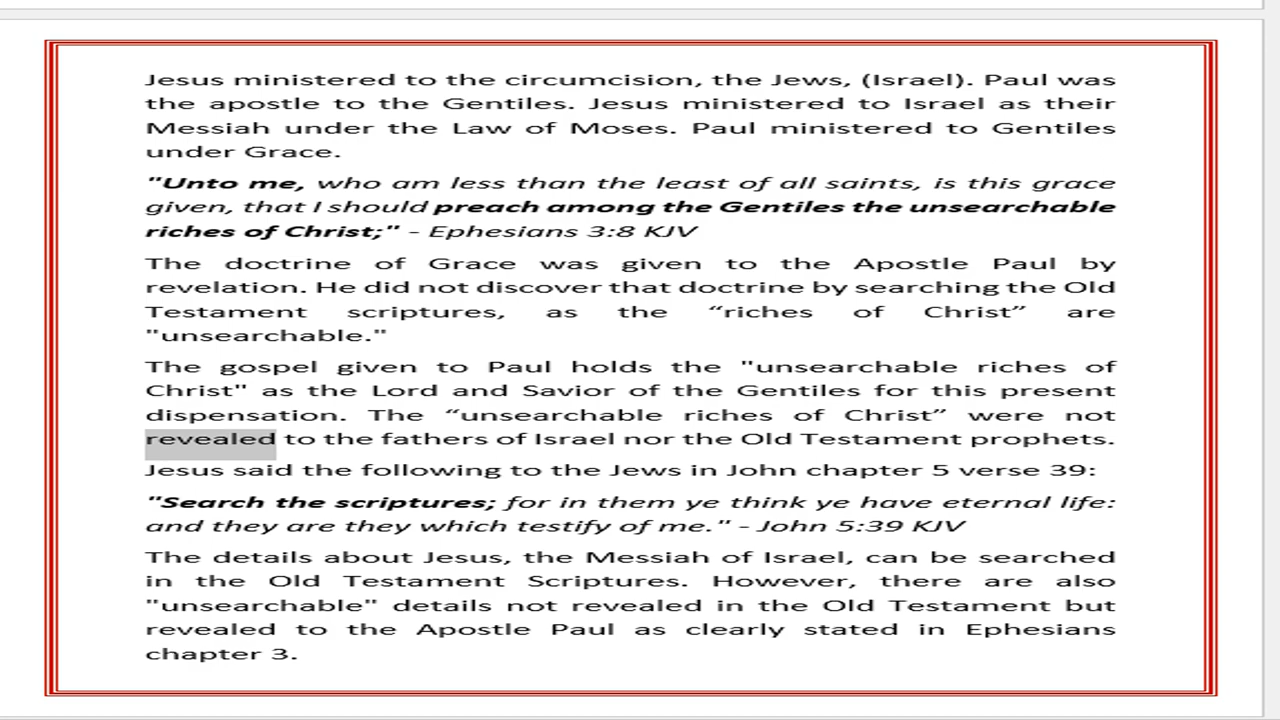 Jesus ministered to the circumcision, the Jews, (Israel). Paul was
the apostle to the Gentiles. Jesus ministered to Israel as their
Messiah under the Law of Moses. Paul ministered to Gentiles
under Grace.
"Unto me, who am less than the least of all saints, is this grace
given, that I should preach among the Gentiles the unsearchable
riches of Christ;" - Ephesians 3:8 KJV
The doctrine of Grace was given to the Apostle Paul by
revelation. He did not discover that doctrine by searching the Old
Testament scriptures, as the “riches of Christ” are
"unsearchable."
The gospel given to Paul holds the "unsearchable riches of
Christ" as the Lord and Savior of the Gentiles for this present
dispensation. The “unsearchable riches of Christ” were not
revealed to the fathers of Israel nor the Old Testament prophets.
Jesus said the following to the Jews in John chapter 5 verse 39:
"Search the scriptures; for in them ye think ye have eternal life:
and they are they which testify of me." - John 5:39 KJV
The details about Jesus, the Messiah of Israel, can be searched
in the Old Testament Scriptures. However, there are also
"unsearchable" details not revealed in the Old Testament but
revealed to the Apostle Paul as clearly stated in Ephesians
chapter 3.